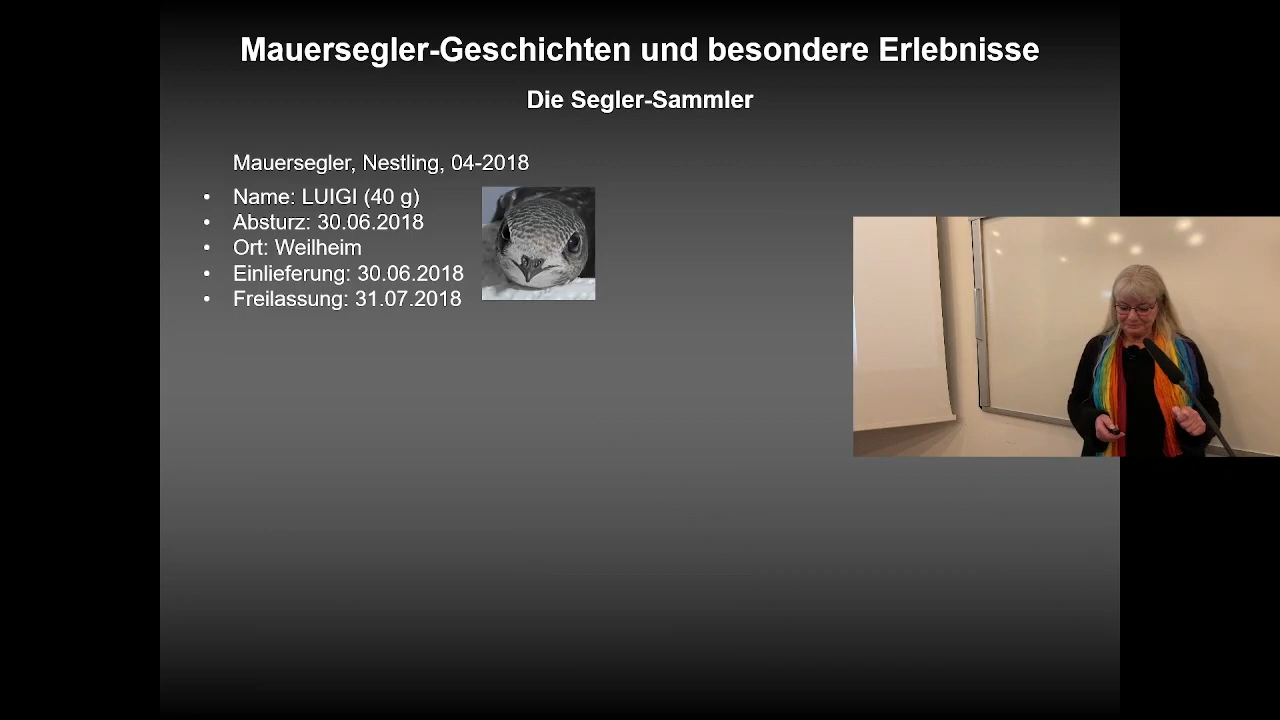 Mauersegler-Geschichten und besondere Erlebnisse
Die Segler-Sammler
Mauersegler, Nestling, 04-2018
• Name: LUIGI (40 g)
• Absturz: 30.06.2018
• Ort: Weilheim
• Einlieferung: 30.06.2018
• Freilassung: 31.07.2018